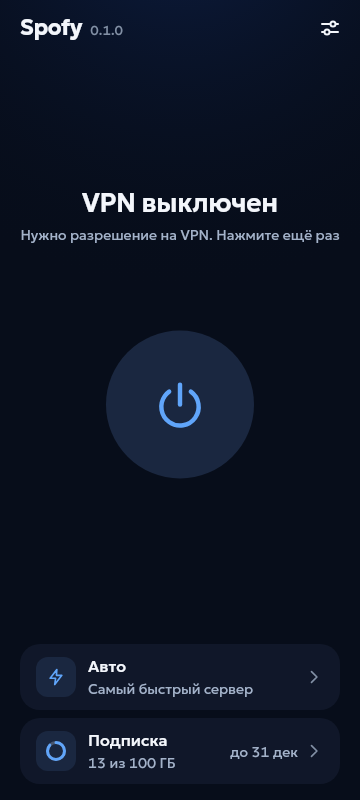 Spofy 0.1.0
VPN выключен
Нужно разрешение на VPN. Нажмите ещё раз
Авто
Самый быстрый сервер
Подписка
13 из 100 ГБ
до 31 дек